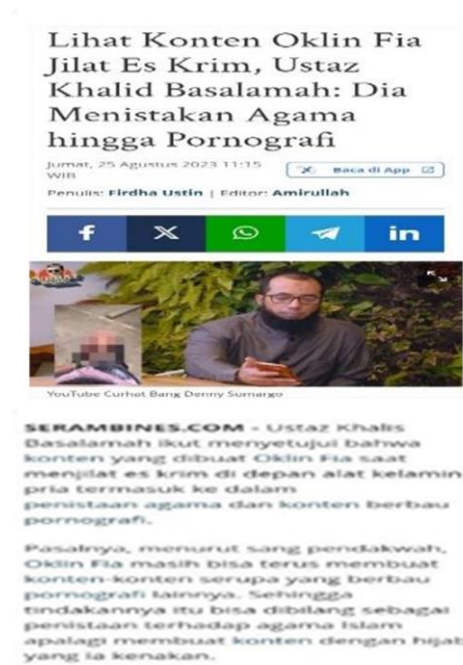 Lihat Konten Oklin Fia
Jilat Es Krim, Ustaz
Khalid Basalamah: Dia
Menistakan Agama
hingga Pornografi
Jumat, 25 Agustus 2023 11:15
WIB
Baca di App
Penulis: Firdha Ustin | Editor: Amirullah
f
in
YouTube Curhat Bang Denny Sumargo
SERAMBINES.COM - Ustaz Khalis
Basalamah ikut menyetujui bahwa
konten yang dibuat Oklin Fia saat
menjilat es krim di depan alat kelamin
pria termasuk ke dalam
penistaan agama dan konten berbau
pornografi.
Pasalnya, menurut sang pendakwah,
Oklin Fia masih bisa terus membuat
konten-konten serupa yang berbau
pornografi lainnya. Sehingga
tindakannya itu bisa dibilang sebagai
penistaan terhadap agama Islam
apalagi membuat konten dengan hijab
yang ia kenakan.